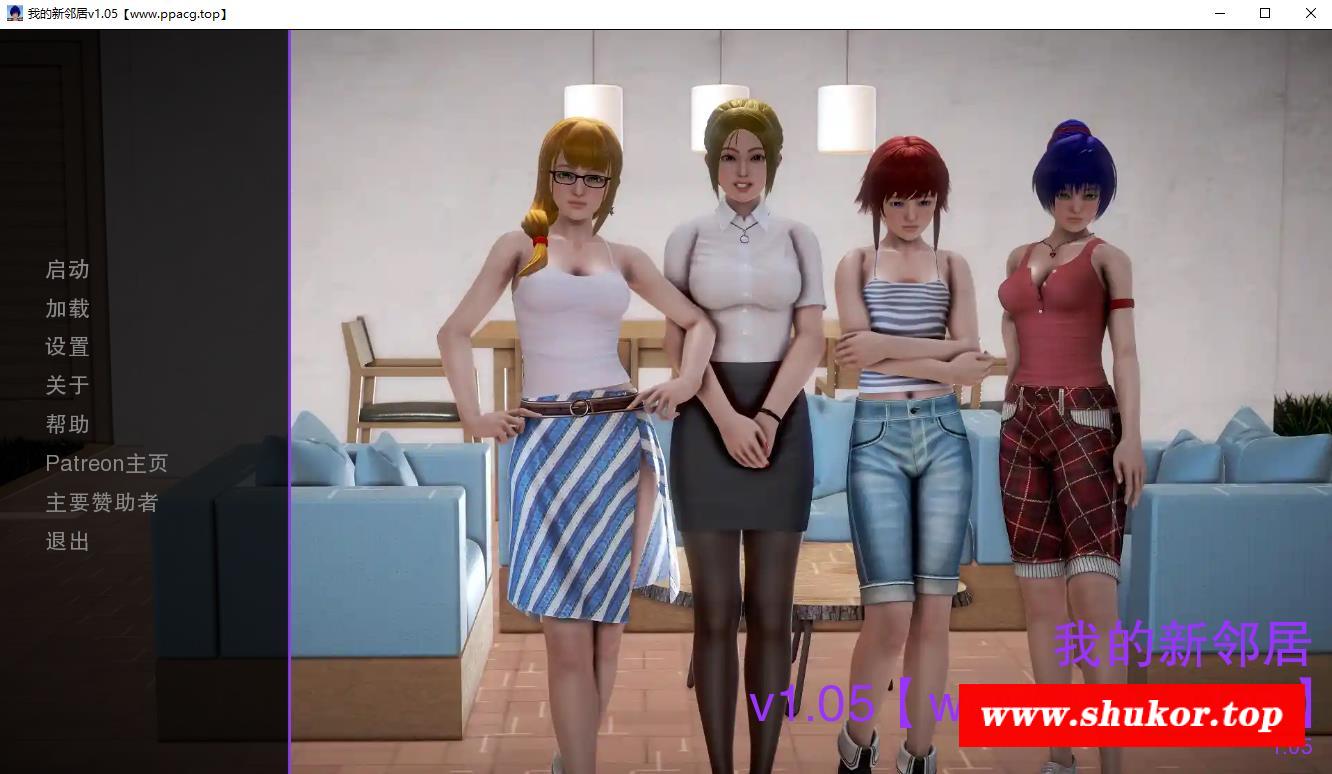 我的新邻居v1.05【www.ppacg.top】
启动
加载
设置
关于
帮助
Patreon主页
主要赞助者
退出
我的新邻居
v1.05【
】
www.shukor.top
1.05